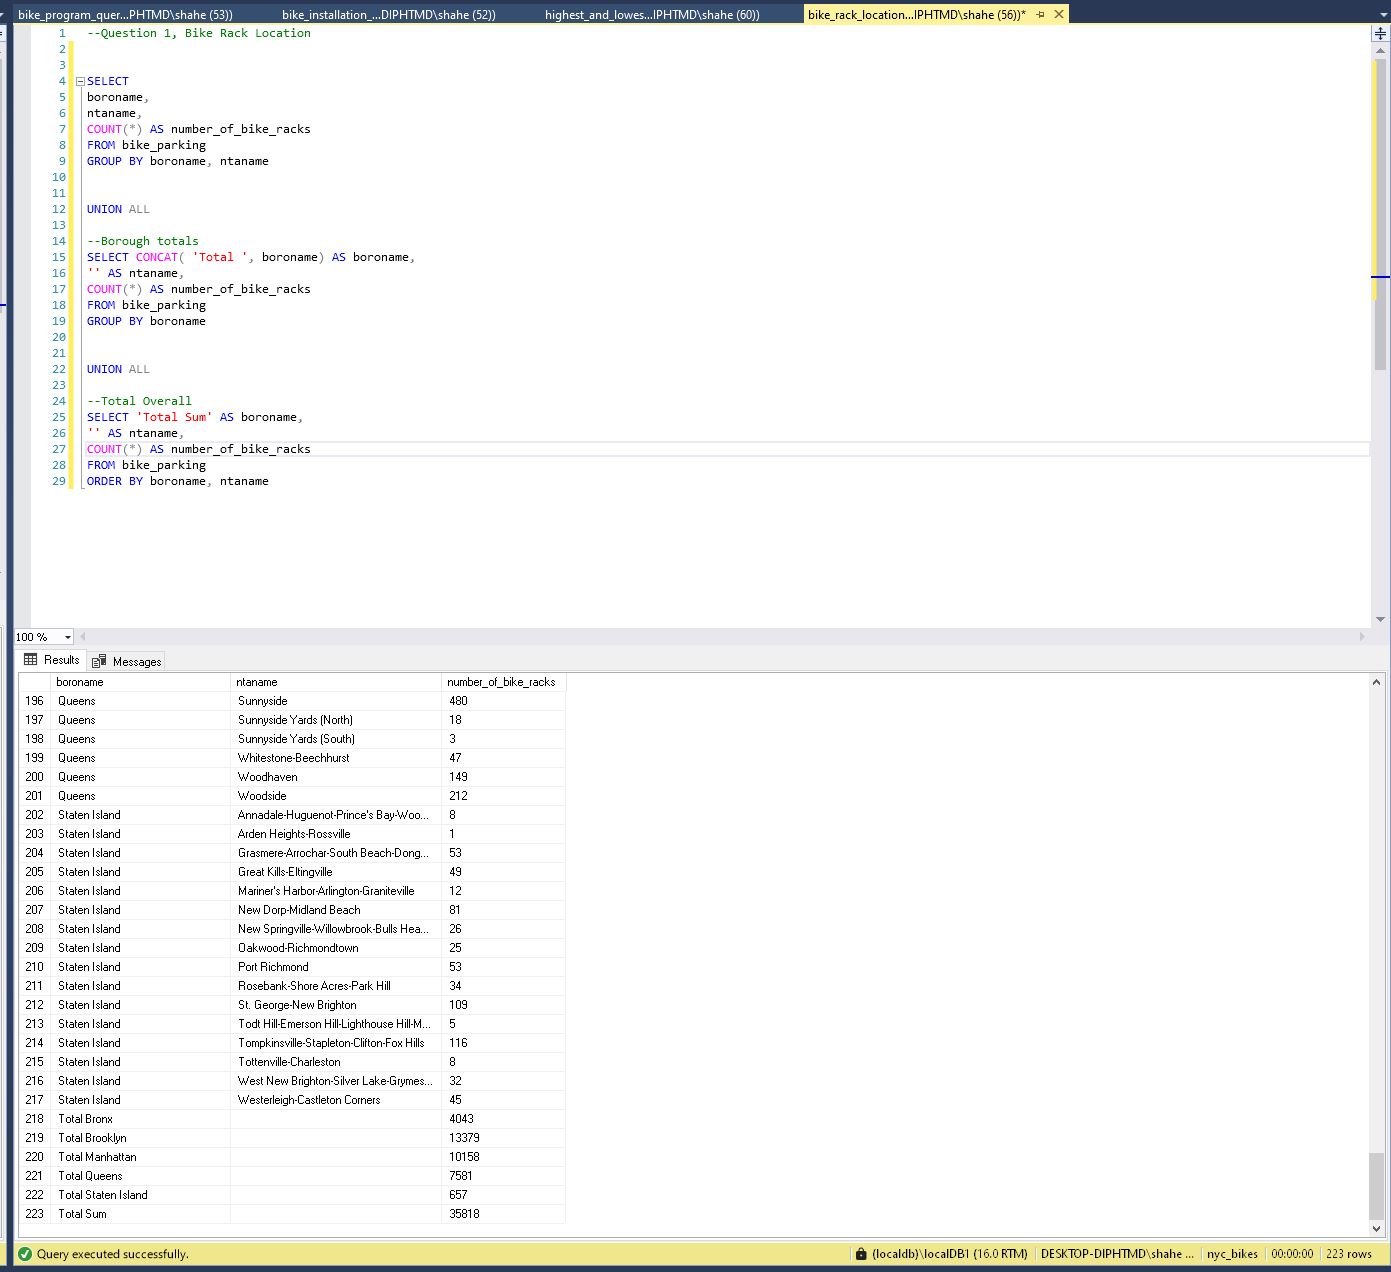 bike_program_quer...PHTMD\shahe (53)) bike_installation_...DIPHTMD\shahe (52)) highest_and_lowes...IPHTMD\shahe (60)) bike_rack_location...IPHTMD\shahe (56))*
1 --Question 1, Bike Rack Location
2
3
4 SELECT
5 boroname,
6 ntaname,
7 COUNT(*) AS number_of_bike_racks
8 FROM bike_parking
9 GROUP BY boroname, ntaname
10
11
12 UNION ALL
13
14 --Borough totals
15 SELECT CONCAT( 'Total ', boroname) AS boroname,
16 '' AS ntaname,
17 COUNT(*) AS number_of_bike_racks
18 FROM bike_parking
19 GROUP BY boroname
20
21
22 UNION ALL
23
24 --Total Overall
25 SELECT 'Total Sum' AS boroname,
26 '' AS ntaname,
27 COUNT(*) AS number_of_bike_racks
28 FROM bike_parking
29 ORDER BY boroname, ntaname
100 %
Results Messages
boroname ntaname number_of_bike_racks
196 Queens Sunnyside 480
197 Queens Sunnyside Yards (North) 18
198 Queens Sunnyside Yards (South) 3
199 Queens Whitestone-Beechhurst 47
200 Queens Woodhaven 149
201 Queens Woodside 212
202 Staten Island Annadale-Huguenot-Prince's Bay-Woo... 8
203 Staten Island Arden Heights-Rossville 1
204 Staten Island Grasmere-Arrochar-South Beach-Dong... 53
205 Staten Island Great Kills-Eltingville 49
206 Staten Island Mariner's Harbor-Arlington-Graniteville 12
207 Staten Island New Dorp-Midland Beach 81
208 Staten Island New Springville-Willowbrook-Bulls Hea... 26
209 Staten Island Oakwood-Richmondtown 25
210 Staten Island Port Richmond 53
211 Staten Island Rosebank-Shore Acres-Park Hill 34
212 Staten Island St. George-New Brighton 109
213 Staten Island Todt Hill-Emerson Hill-Lighthouse Hill-M... 5
214 Staten Island Tompkinsville-Stapleton-Clifton-Fox Hills 116
215 Staten Island Tottenville-Charleston 8
216 Staten Island West New Brighton-Silver Lake-Grymes... 32
217 Staten Island Westerleigh-Castleton Corners 45
218 Total Bronx 4043
219 Total Brooklyn 13379
220 Total Manhattan 10158
221 Total Queens 7581
222 Total Staten Island 657
223 Total Sum 35818
Query executed successfully. (localdb)\localDB1 (16.0 RTM) DESKTOP-DIPHTMD\shahe ... nyc_bikes 00:00:00 223 rows